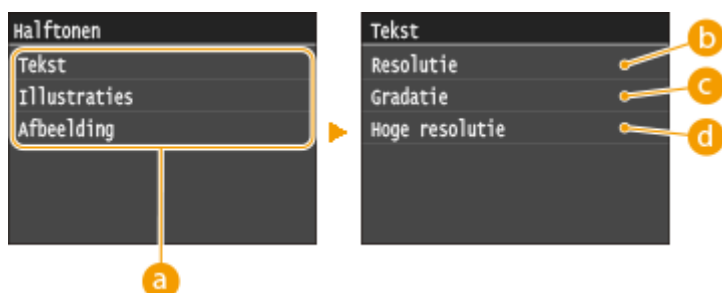 Halftonen
Tekst
Illustraties
Afbeelding
a
Tekst
Resolutie
Gradatie
Hoge resolutie
b
c
d